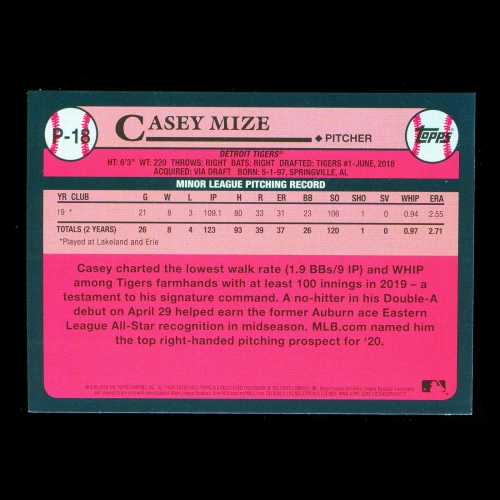 P-18
CASEY MIZE
PITCHER
Topps
DETROIT TIGERS®
HT: 6'3" WT: 220 THROWS: RIGHT BATS: RIGHT DRAFTED: TIGERS #1-JUNE, 2018
ACQUIRED: VIA DRAFT BORN: 5-1-97, SPRINGVILLE, AL
MINOR LEAGUE PITCHING RECORD
YR CLUB G W L IP H R ER BB SO SHO SV WHIP ERA
19 * 21 8 3 109.1 80 33 31 23 106 1 0 0.94 2.55
TOTALS (2 YEARS) 26 8 4 123 93 39 37 26 120 1 0 0.97 2.71
*Played at Lakeland and Erie
Casey charted the lowest walk rate (1.9 BBs/9 IP) and WHIP
among Tigers farmhands with at least 100 innings in 2019 – a
testament to his signature command. A no-hitter in his Double-A
debut on April 29 helped earn the former Auburn ace Eastern
League All-Star recognition in midseason. MLB.com named him
the top right-handed pitching prospect for '20.